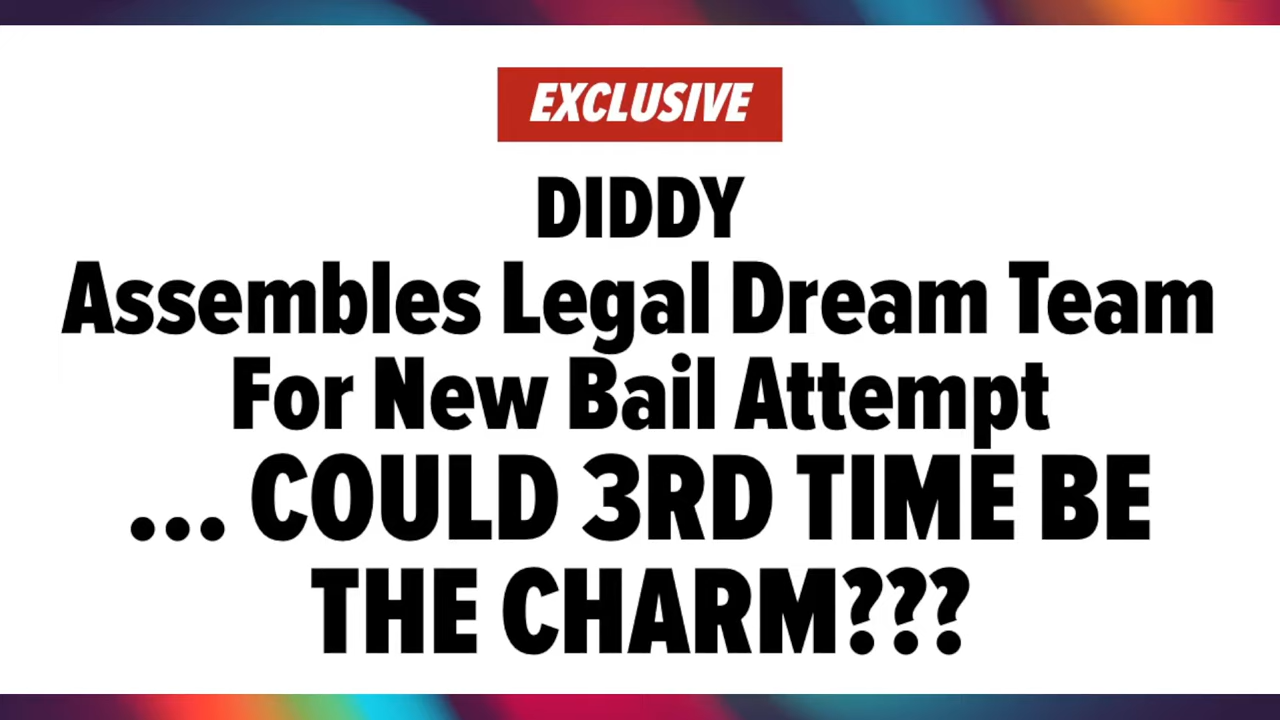 EXCLUSIVE
DIDDY
Assembles Legal Dream Team
For New Bail Attempt
... COULD 3RD TIME BE
THE CHARM???